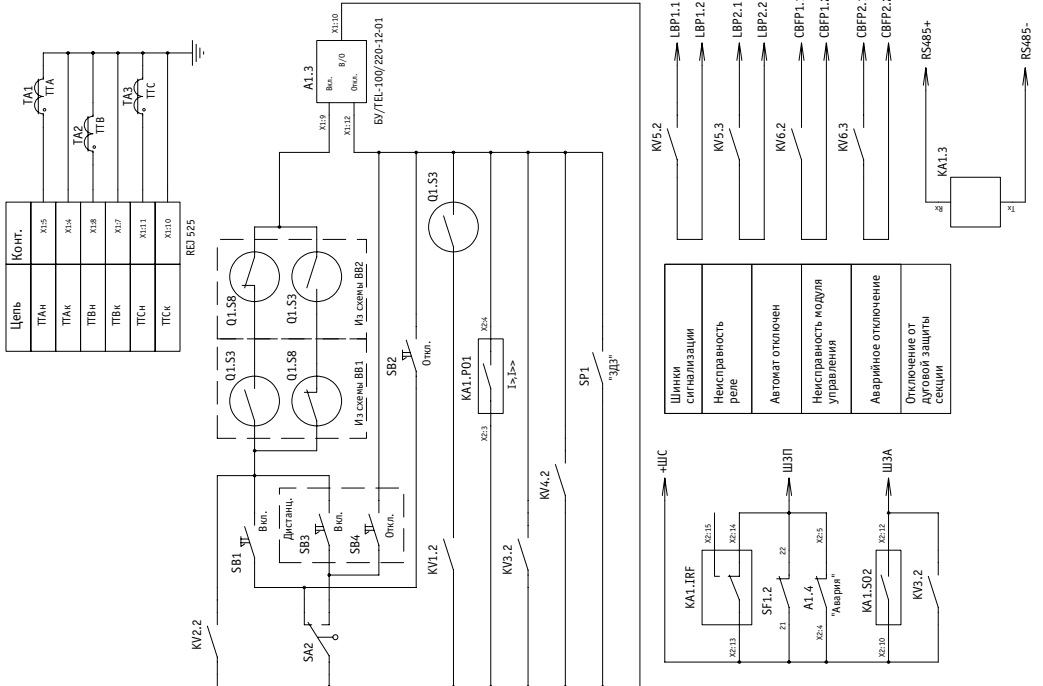 Цепь
Конт.
ТТАн
X1:5
ТТАк
X1:4
ТТВн
X1:8
ТТВк
X1:7
ТТСн
X1:11
ТТСк
X1:10
REJ 525
TA1
ТТА
TA2
ТТВ
TA3
ТТС
A1.3
Вкл.
В/О
Откл.
X1:10
X1:9
X1:12
БУ/TEL-100/220-12-01
Q1.S3
Q1.S8
Из схемы ВВ1
Q1.S8
Q1.S3
Из схемы ВВ2
Q1.S3
KV2.2
SB1
Вкл.
Дистанц.
SB3
Вкл.
SB4
Откл.
SA2
SB2
Откл.
KV1.2
KA1.PO1
X2:3
X2:4
I>,I>>
KV3.2
KV4.2
SP1
"ЗДЗ"
KV5.2
LBP1.1
LBP1.2
KV5.3
LBP2.1
LBP2.2
KV6.2
CBFP1.1
CBFP1.2
KV6.3
CBFP2.1
CBFP2.2
KA1.3
RS485+
RS485-
Шинки
сигнализации
Неисправность
реле
Автомат отключен
Неисправность модуля
управления
Аварийное отключение
Отключение от
дуговой защиты
секции
+ШС
KA1.IRF
X2:15
X2:14
X2:13
ШЗП
SF1.2
21
22
A1.4
"Авария"
X2:4
X2:5
ШЗА
KA1.SO2
X2:10
X2:12
KV3.2